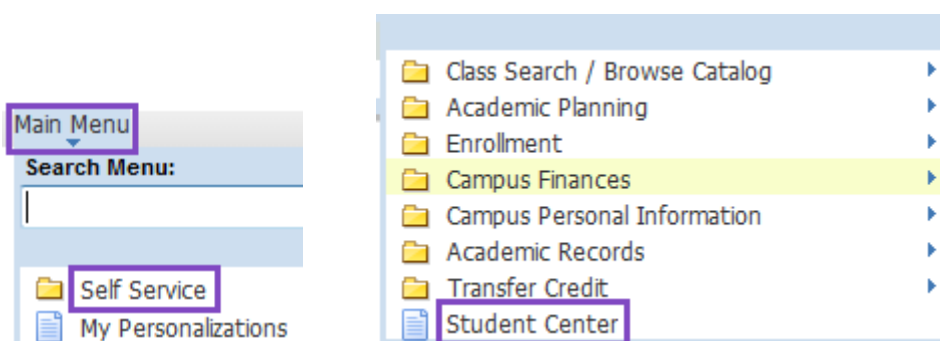 Main Menu
Search Menu:
Self Service
My Personalizations
Class Search / Browse Catalog
Academic Planning
Enrollment
Campus Finances
Campus Personal Information
Academic Records
Transfer Credit
Student Center